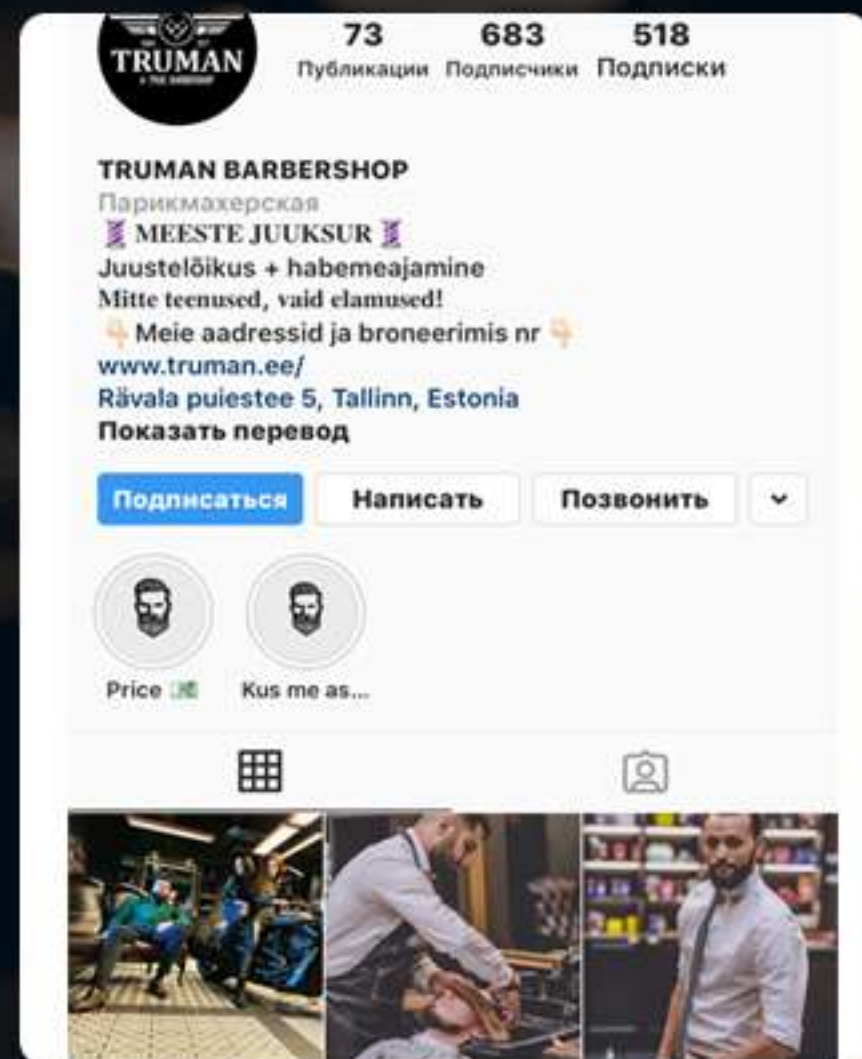 TRUMAN
73 683 518
Публикации Подписчики Подписки
TRUMAN BARBERSHOP
Парикмахерская
MEESTE JUUKSUR
Juustelõikus + habemeajamine
Mitte teenused, vaid elamused!
Meie aadressid ja broneerimis nr
www.truman.ee/
Rävala puiestee 5, Tallinn, Estonia
Показать перевод
Подписаться Написать Позвонить
Price Kus me as...